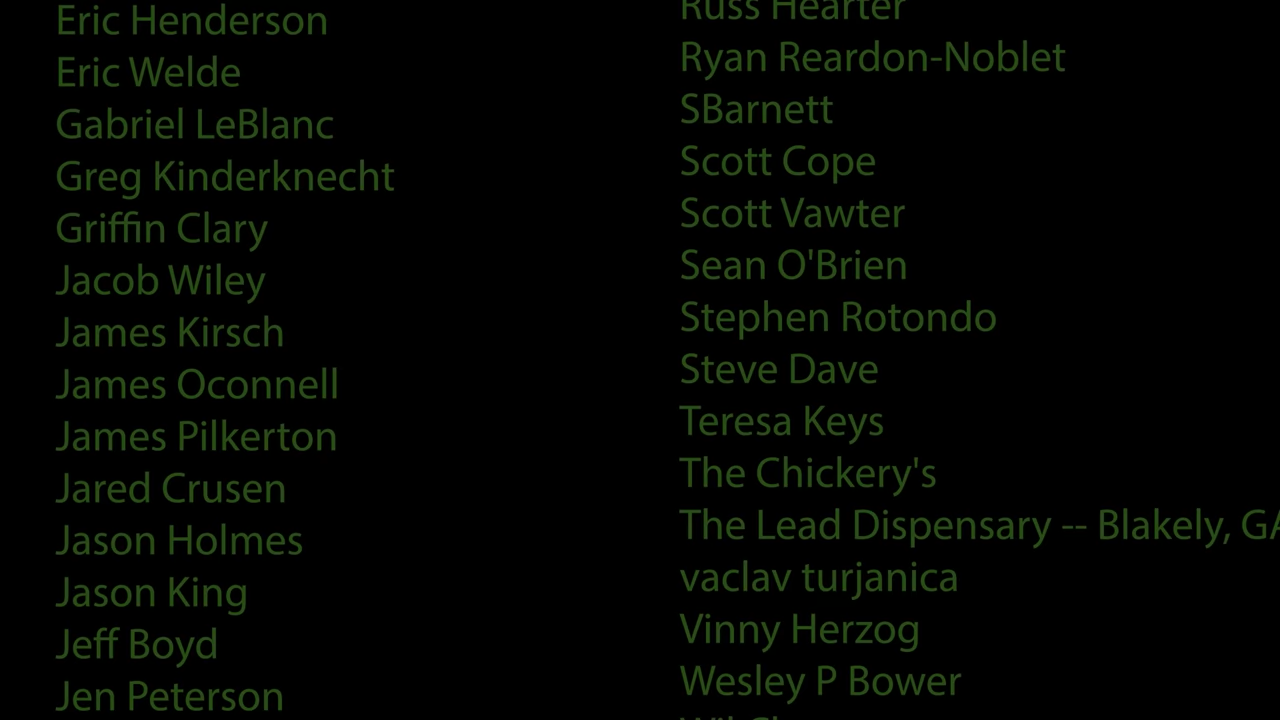 Eric Henderson
Eric Welde
Gabriel LeBlanc
Greg Kinderknecht
Griffin Clary
Jacob Wiley
James Kirsch
James Oconnell
James Pilkerton
Jared Crusen
Jason Holmes
Jason King
Jeff Boyd
Jen Peterson
Russ Hearter
Ryan Reardon-Noblet
SBarnett
Scott Cope
Scott Vawter
Sean O'Brien
Stephen Rotondo
Steve Dave
Teresa Keys
The Chickery's
The Lead Dispensary -- Blakely, GA
vaclav turjanica
Vinny Herzog
Wesley P Bower